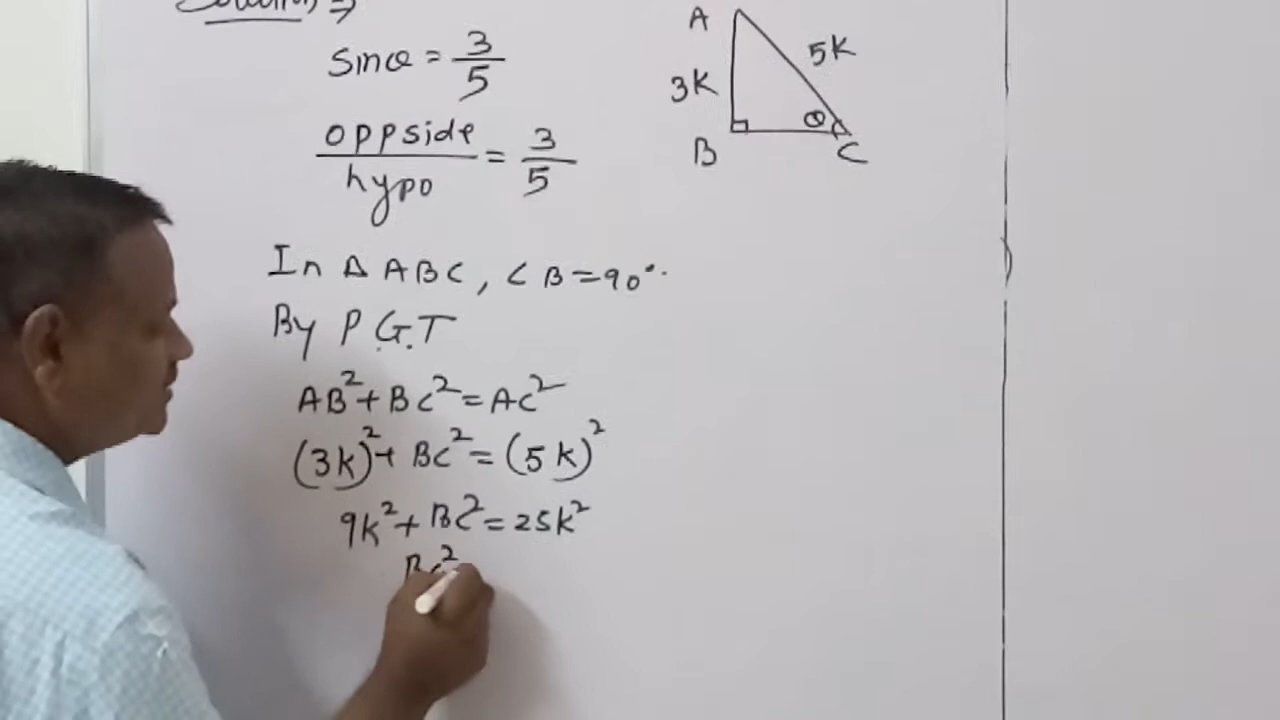 Solution ⇒
sinθ = 3/5
oppside/hypo = 3/5
A
5K
3K
θ
B
C
In Δ ABC, ∠B = 90°.
By P.G.T
AB² + BC² = AC²
(3k)² + BC² = (5k)²
9k² + BC² = 25k²
BC²